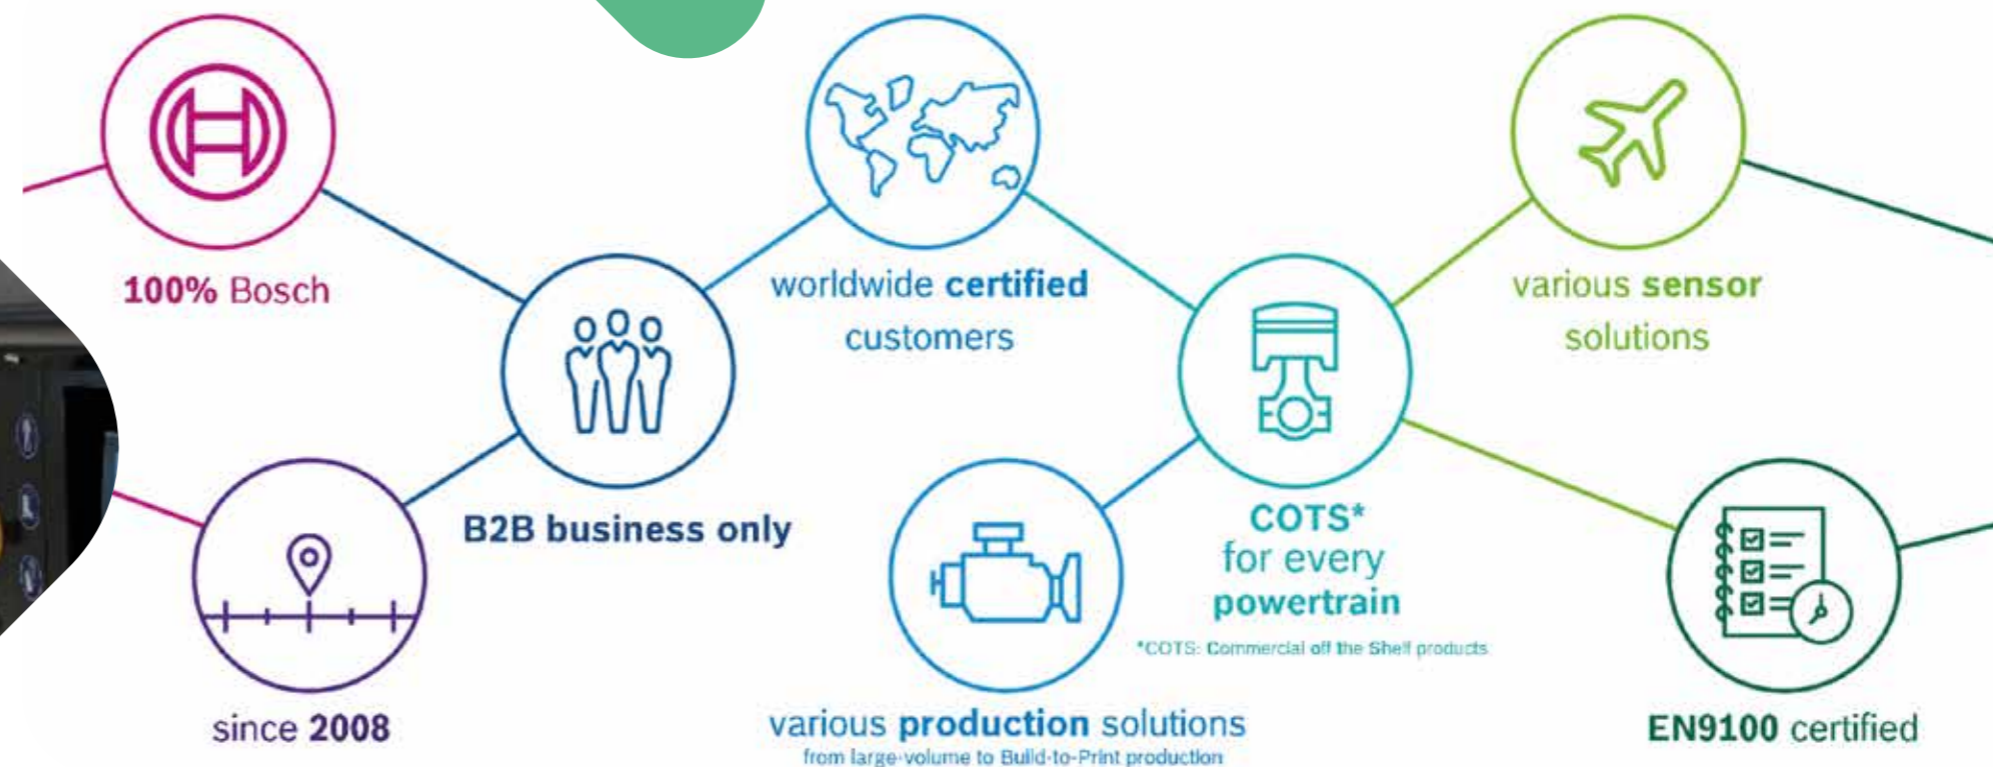 100% Bosch
since 2008
B2B business only
worldwide certified
customers
various production solutions
from large-volume to Build-to-Print production
COTS*
for every
powertrain
*COTS: Commercial off the Shelf products
various sensor
solutions
EN9100 certified